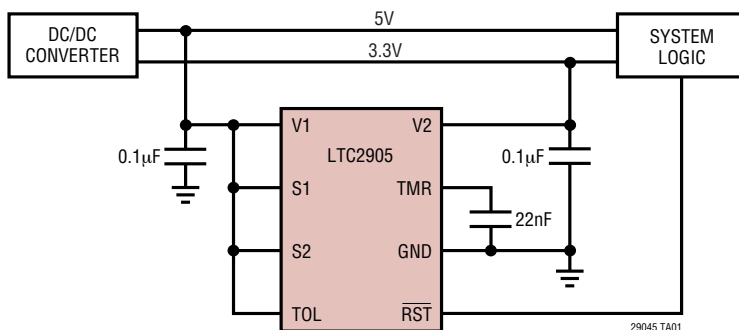 DC/DC
CONVERTER
5V
3.3V
SYSTEM
LOGIC
0.1µF
V1
S1
S2
TOL
LTC2905
V2
TMR
GND
R̅S̅T̅
0.1µF
22nF
29045 TA01